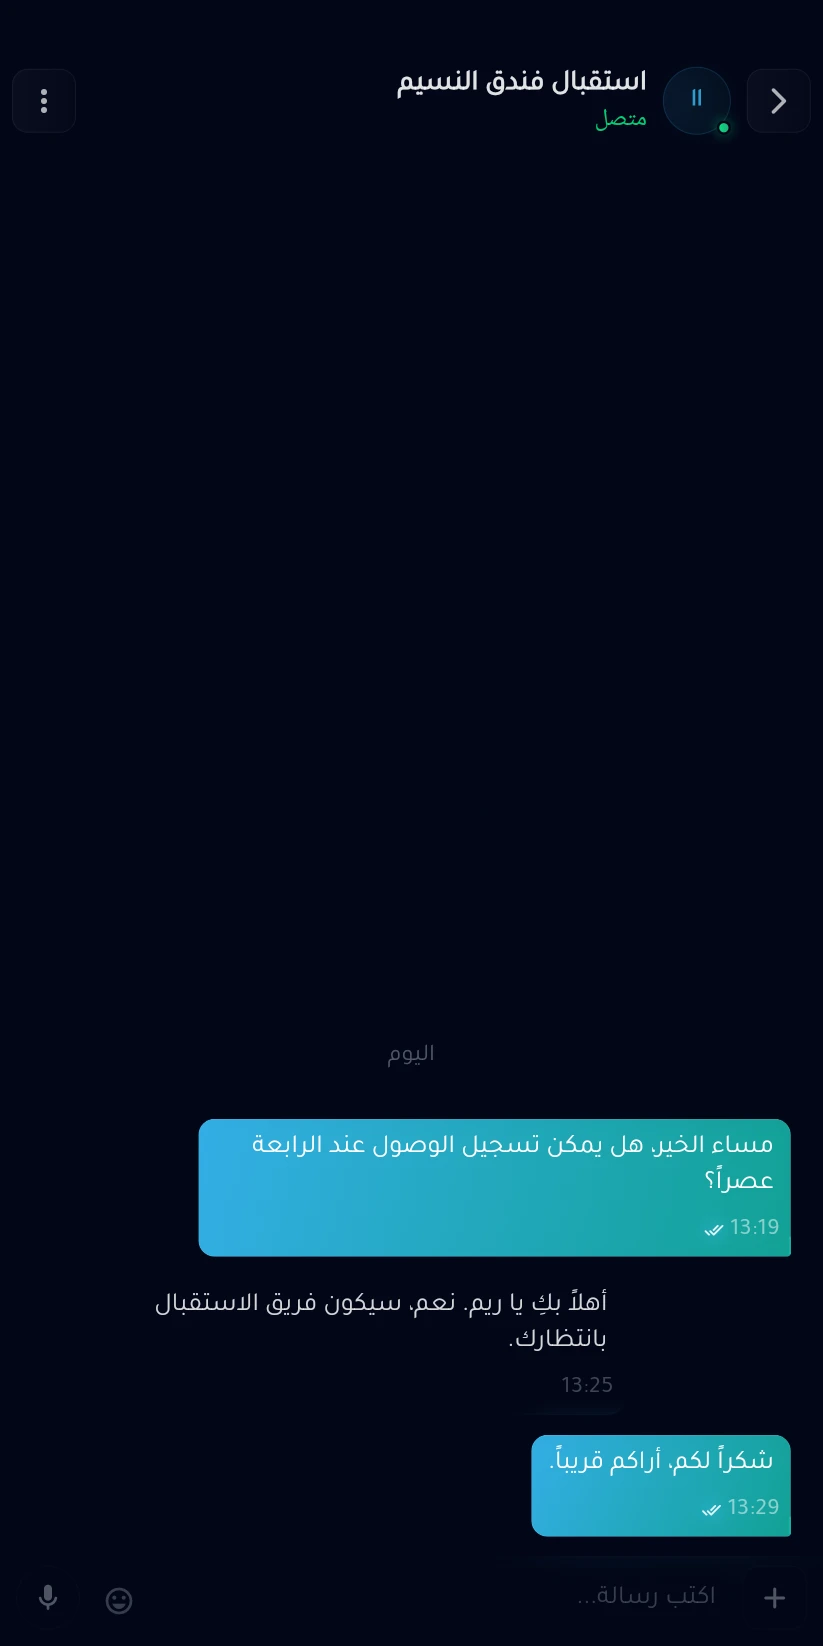 استقبال فندق النسيم
متصل
اا
اليوم
مساء الخير، هل يمكن تسجيل الوصول عند الرابعة
عصراً؟
13:19
أهلاً بكِ يا ريم. نعم، سيكون فريق الاستقبال
بانتظارك.
13:25
شكراً لكم، أراكم قريباً.
13:29
اكتب رسالة...